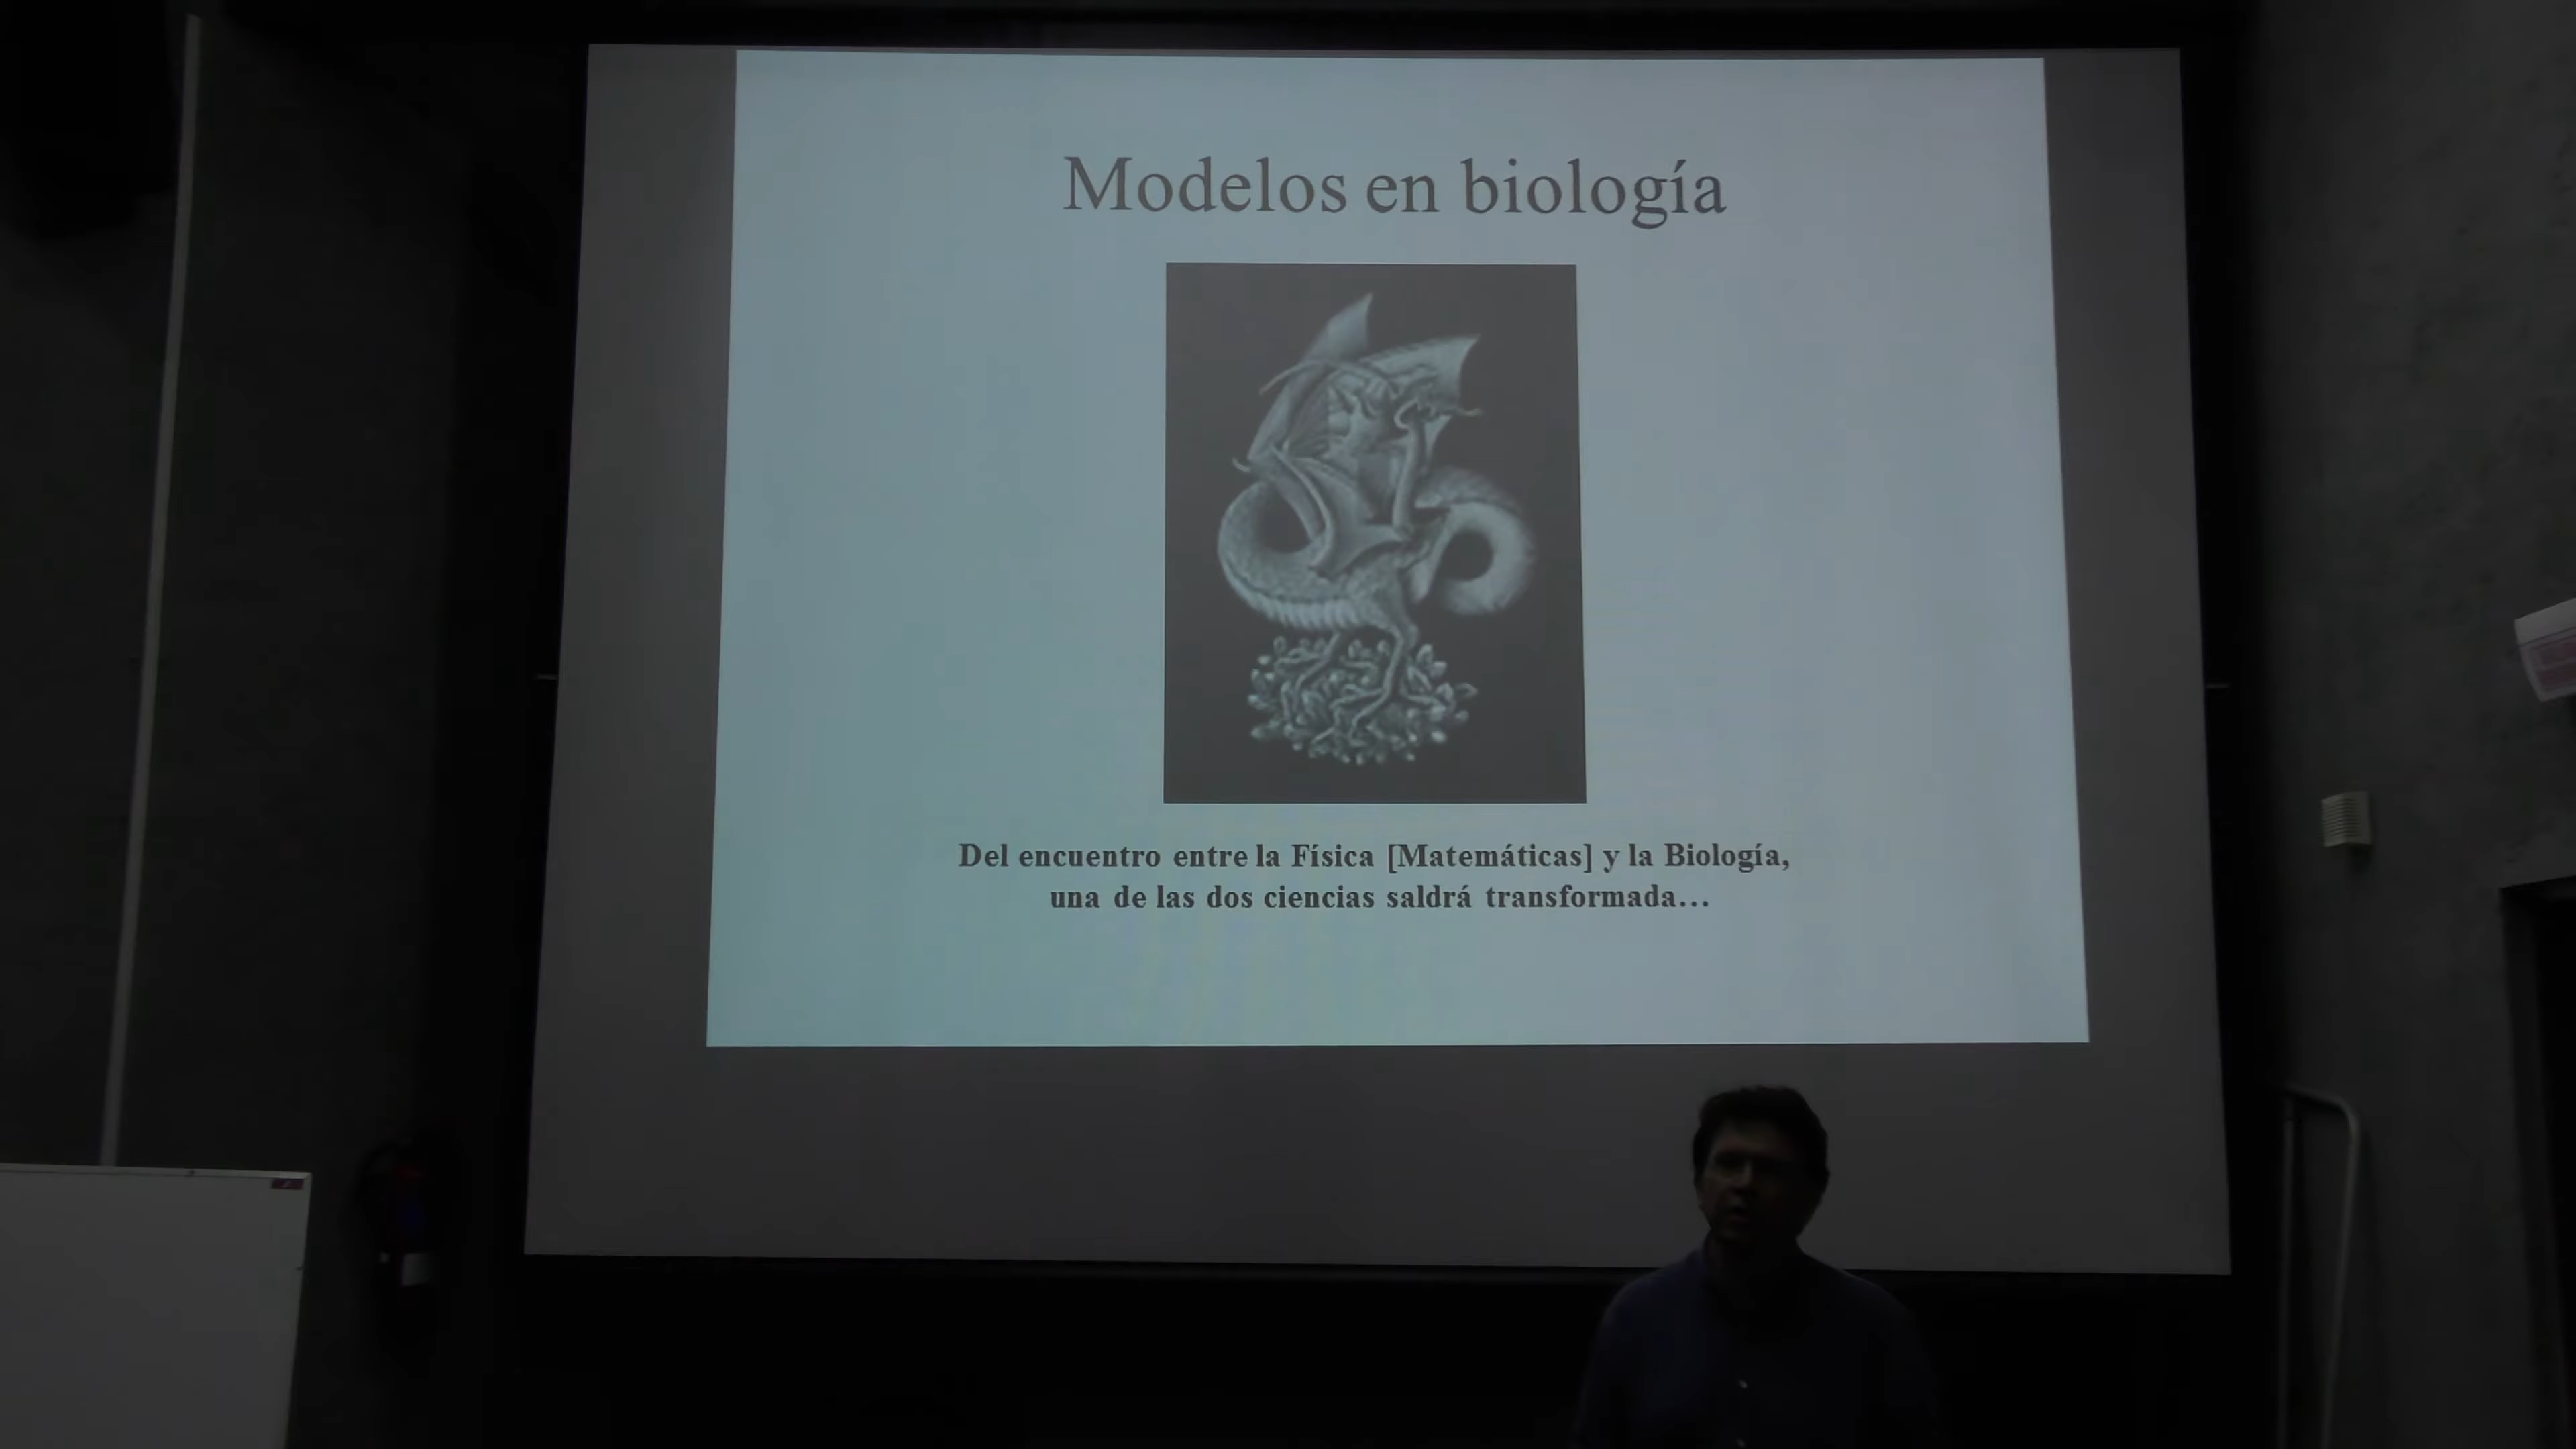 Modelos en biología
Del encuentro entre la Física [Matemáticas] y la Biología,
una de las dos ciencias saldrá transformada…